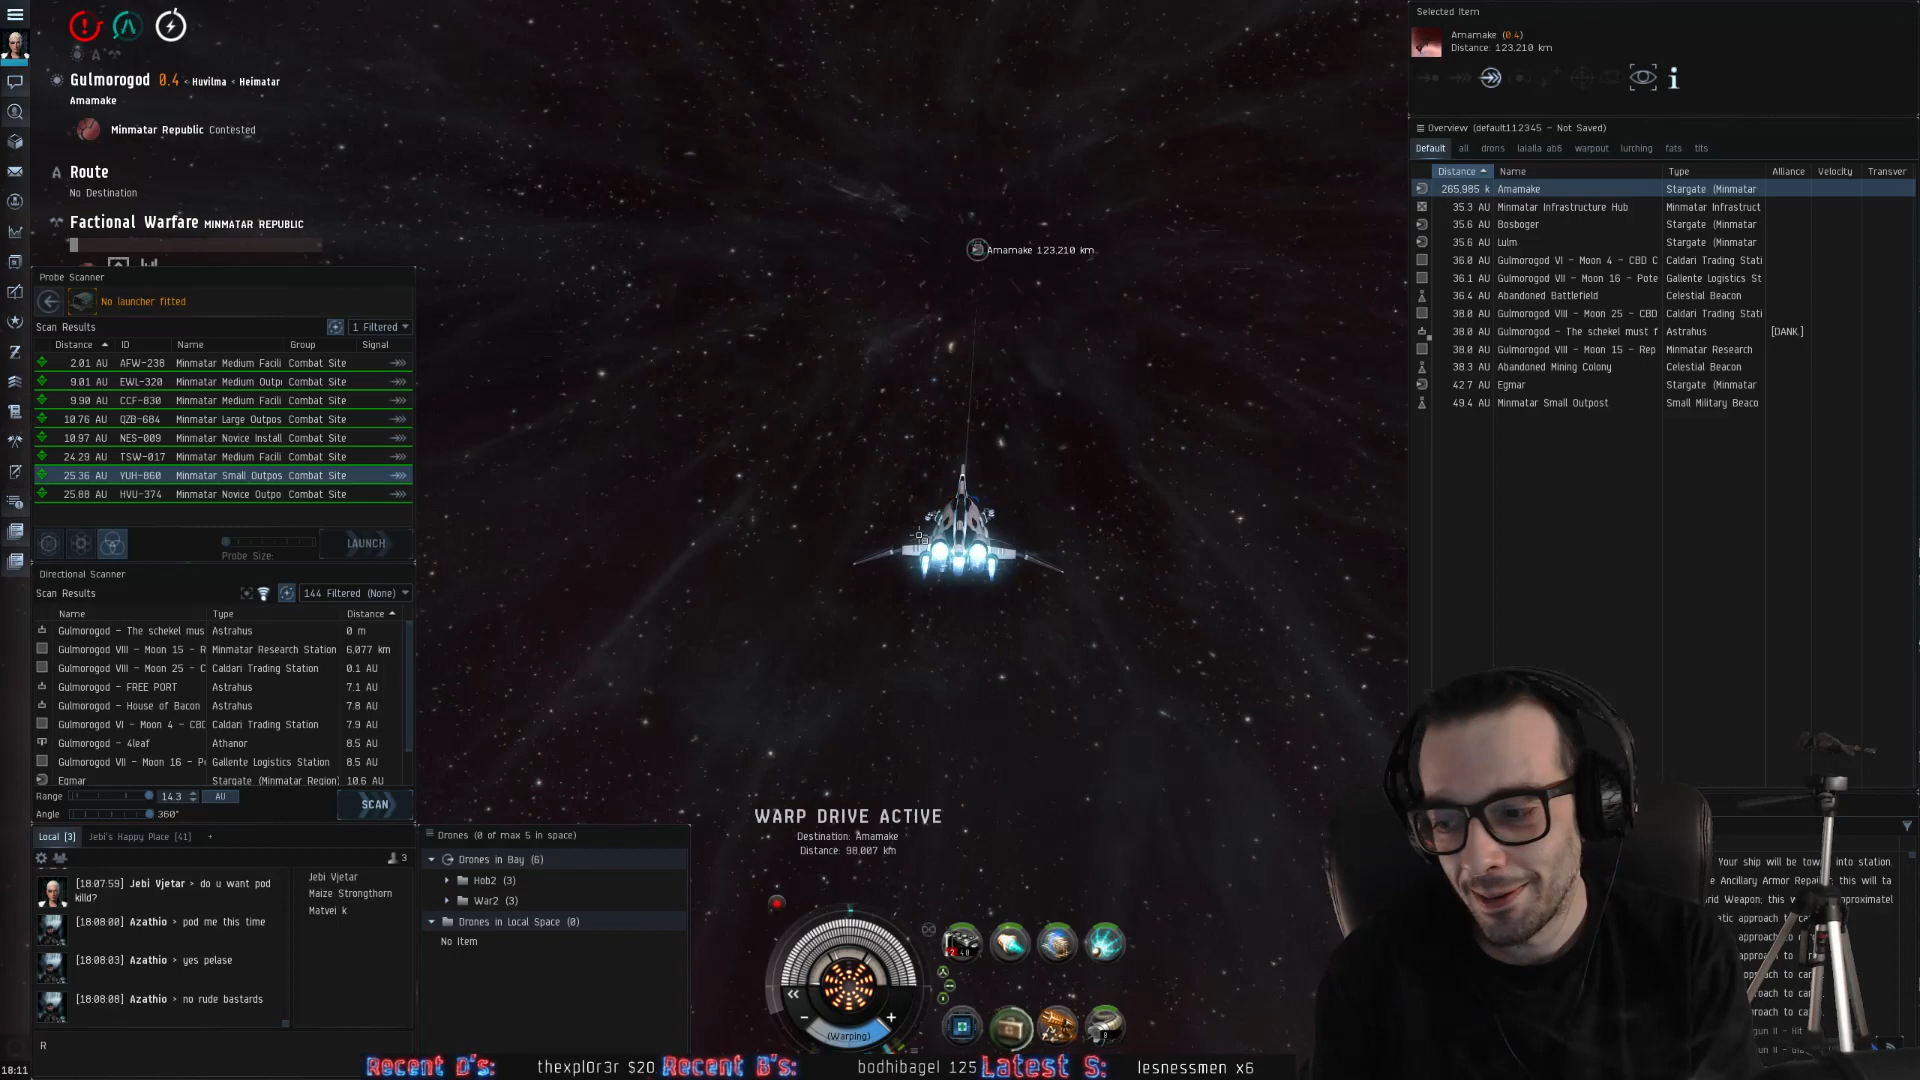 Gulmorogod 0.4 < Huvilma < Heimatar
Amamake
Minmatar Republic Contested
A Route
No Destination
Factional Warfare MINMATAR REPUBLIC
Probe Scanner
No launcher fitted
Scan Results
1 Filtered
Distance ID Name Group Signal
2.01 AU AFW-238 Minmatar Medium Facili Combat Site
9.01 AU EWL-320 Minmatar Medium Outp Combat Site
9.90 AU CCF-830 Minmatar Medium Facili Combat Site
10.76 AU QZB-684 Minmatar Large Outpos Combat Site
10.97 AU NES-009 Minmatar Novice Install Combat Site
24.29 AU TSW-017 Minmatar Medium Facili Combat Site
25.36 AU YUH-860 Minmatar Small Outpos Combat Site
25.88 AU HVU-374 Minmatar Novice Outpo Combat Site
Probe Size:
LAUNCH
Directional Scanner
Scan Results
144 Filtered (None)
Name Type Distance
Gulmorogod - The schekel mus Astrahus 0 m
Gulmorogod VIII - Moon 15 - R Minmatar Research Station 6,077 km
Gulmorogod VIII - Moon 25 - C Caldari Trading Station 0.1 AU
Gulmorogod - FREE PORT Astrahus 7.1 AU
Gulmorogod - House of Bacon Astrahus 7.8 AU
Gulmorogod VI - Moon 4 - CBD Caldari Trading Station 7.9 AU
Gulmorogod - 4leaf Athanor 8.5 AU
Gulmorogod VII - Moon 16 - P Gallente Logistics Station 8.5 AU
Egmar Stargate (Minmatar Region) 10.6 AU
Range 14.3 AU
Angle 360°
SCAN
Local [3] Jebi's Happy Place [41] +
3
[18:07:59] Jebi Vjetar > do u want pod
killd?
[18:08:00] Azathio > pod me this time
[18:08:03] Azathio > yes pelase
[18:08:08] Azathio > no rude bastards
Jebi Vjetar
Maize Strongthorn
Matvei k
R
18:11
Drones (0 of max 5 in space)
Drones in Bay (6)
Hob2 (3)
War2 (3)
Drones in Local Space (0)
No Item
Amamake 123,210 km
WARP DRIVE ACTIVE
Destination: Amamake
Distance: 98,007 km
(Warping)
Recent D's: thexpl0r3r $20 Recent B's: bodhibagel 125 Latest S: lesnessmen x6
Selected Item
Amamake (0.4)
Distance: 123,210 km
Overview (default112345 - Not Saved)
Default all drons lalalla ab6 warpout lurching fats tits
Distance Name Type Alliance Velocity Transver
265,985 k Amamake Stargate (Minmatar
35.3 AU Minmatar Infrastructure Hub Minmatar Infrastruct
35.6 AU Bosboger Stargate (Minmatar
35.6 AU Lulm Stargate (Minmatar
36.0 AU Gulmorogod VI - Moon 4 - CBD C Caldari Trading Stati
36.1 AU Gulmorogod VII - Moon 16 - Pote Gallente Logistics St
36.4 AU Abandoned Battlefield Celestial Beacon
38.0 AU Gulmorogod VIII - Moon 25 - CBD Caldari Trading Stati
38.0 AU Gulmorogod - The schekel must f Astrahus [DANK.]
38.0 AU Gulmorogod VIII - Moon 15 - Rep Minmatar Research
38.3 AU Abandoned Mining Colony Celestial Beacon
42.7 AU Egmar Stargate (Minmatar
49.4 AU Minmatar Small Outpost Small Military Beaco
Your ship will be tow into station.
Ancillary Armor Repai this will ta
Weapon; this w
approach to